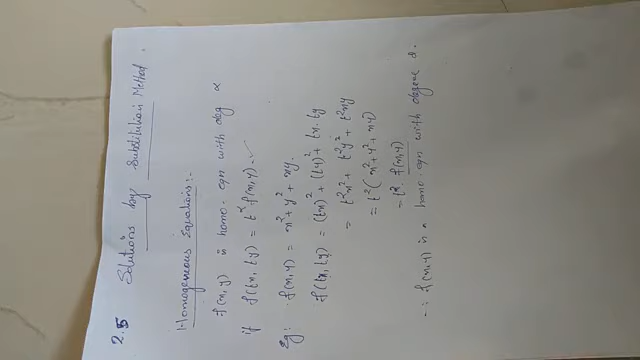 2.5 Solutions by Substitution Method.
Homogeneous Equations:-
f(x,y) is homo. eqn with deg α
if f(tx, ty) = t^α f(x,y) ✓
Eg: f(x,y) = x² + y² + xy.
f(tx, ty) = (tx)² + (ty)² + tx.ty
= t²x² + t²y² + t²xy
= t²(x² + y² + xy)
= t². f(x,y)
∴ f(x,y) is a homo. eqn with degree 2.